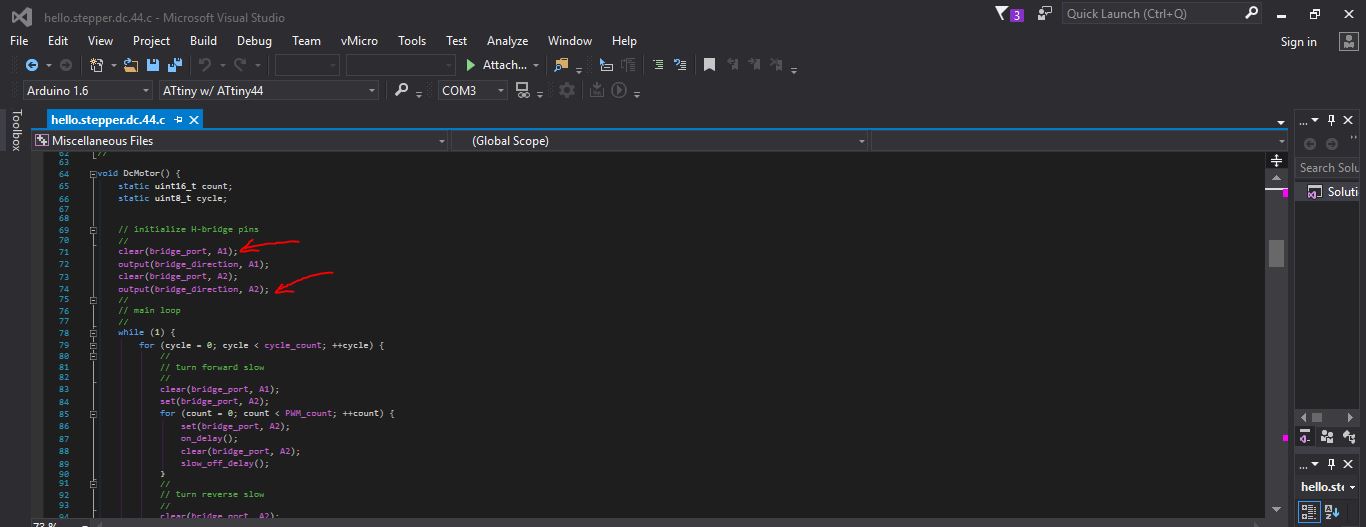 hello.stepper.dc.44.c - Microsoft Visual Studio
3
Quick Launch (Ctrl+Q)
File Edit View Project Build Debug Team vMicro Tools Test Analyze Window Help
Sign in
Attach...
Arduino 1.6 ATtiny w/ ATtiny44 COM3
Toolbox
hello.stepper.dc.44.c
...
Miscellaneous Files (Global Scope)
Search Solu
Soluti
62 //
63
64 void DcMotor() {
65 static uint16_t count;
66 static uint8_t cycle;
67
68
69 // initialize H-bridge pins
70 //
71 clear(bridge_port, A1);
72 output(bridge_direction, A1);
73 clear(bridge_port, A2);
74 output(bridge_direction, A2);
75 //
76 // main loop
77 //
78 while (1) {
79 for (cycle = 0; cycle < cycle_count; ++cycle) {
80 //
81 // turn forward slow
82 //
83 clear(bridge_port, A1);
84 set(bridge_port, A2);
85 for (count = 0; count < PWM_count; ++count) {
86 set(bridge_port, A2);
87 on_delay();
88 clear(bridge_port, A2);
89 slow_off_delay();
90 }
91 //
92 // turn reverse slow
93 //
94 clear(bridge_port, A2);
73 %
...
hello.ste